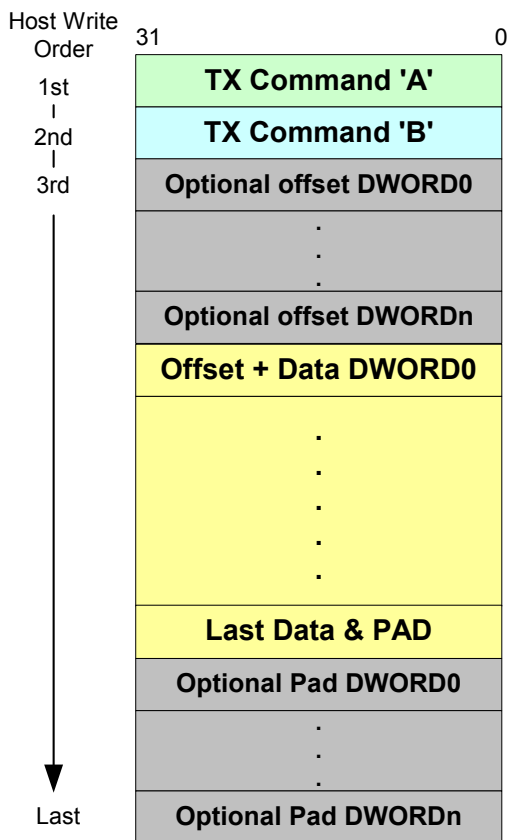 Host Write
Order
31 0
1st
TX Command 'A'
2nd
TX Command 'B'
3rd
Optional offset DWORD0
.
.
.
Optional offset DWORDn
Offset + Data DWORD0
.
.
.
.
.
Last Data & PAD
Optional Pad DWORD0
.
.
.
Last
Optional Pad DWORDn